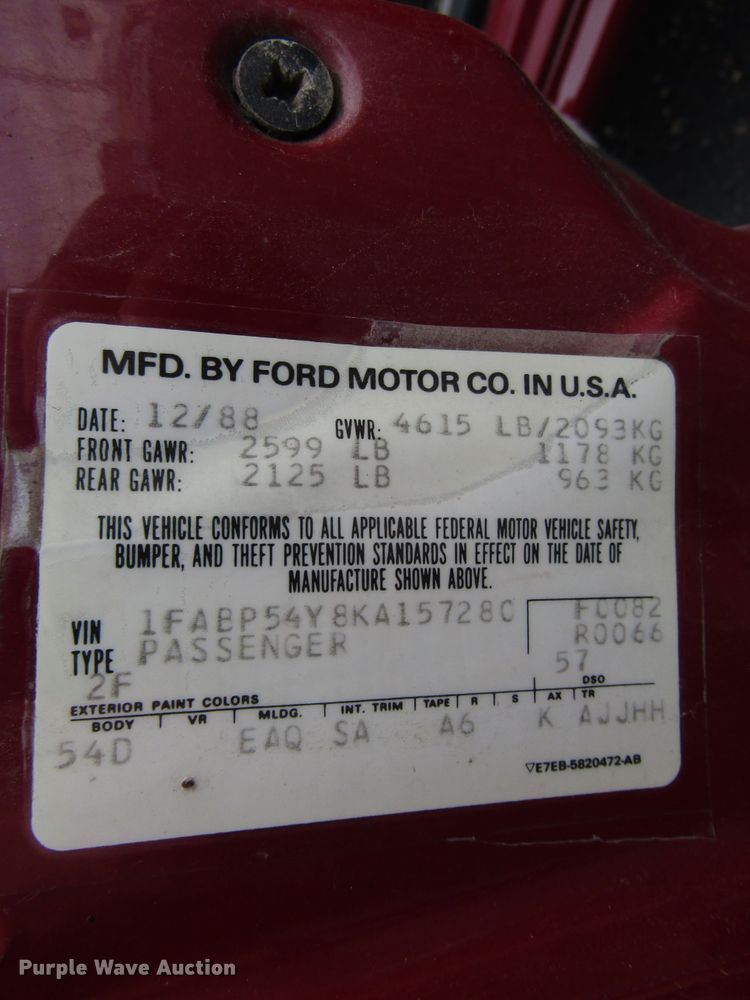 MFD. BY FORD MOTOR CO. IN U.S.A.
DATE: 12/88 GVWR: 4615 LB/2093KG
FRONT GAWR: 2599 LB 1178 KG
REAR GAWR: 2125 LB 963 KG
THIS VEHICLE CONFORMS TO ALL APPLICABLE FEDERAL MOTOR VEHICLE SAFETY,
BUMPER, AND THEFT PREVENTION STANDARDS IN EFFECT ON THE DATE OF
MANUFACTURE SHOWN ABOVE.
VIN 1FABP54Y8KA157280 F0082
TYPE PASSENGER R0066
2F 57
EXTERIOR PAINT COLORS DSO
BODY VR MLDG. INT. TRIM TAPE R S AX TR
54D EAQ SA A6 K AJJHH
E7EB-5820472-AB
Purple Wave Auction